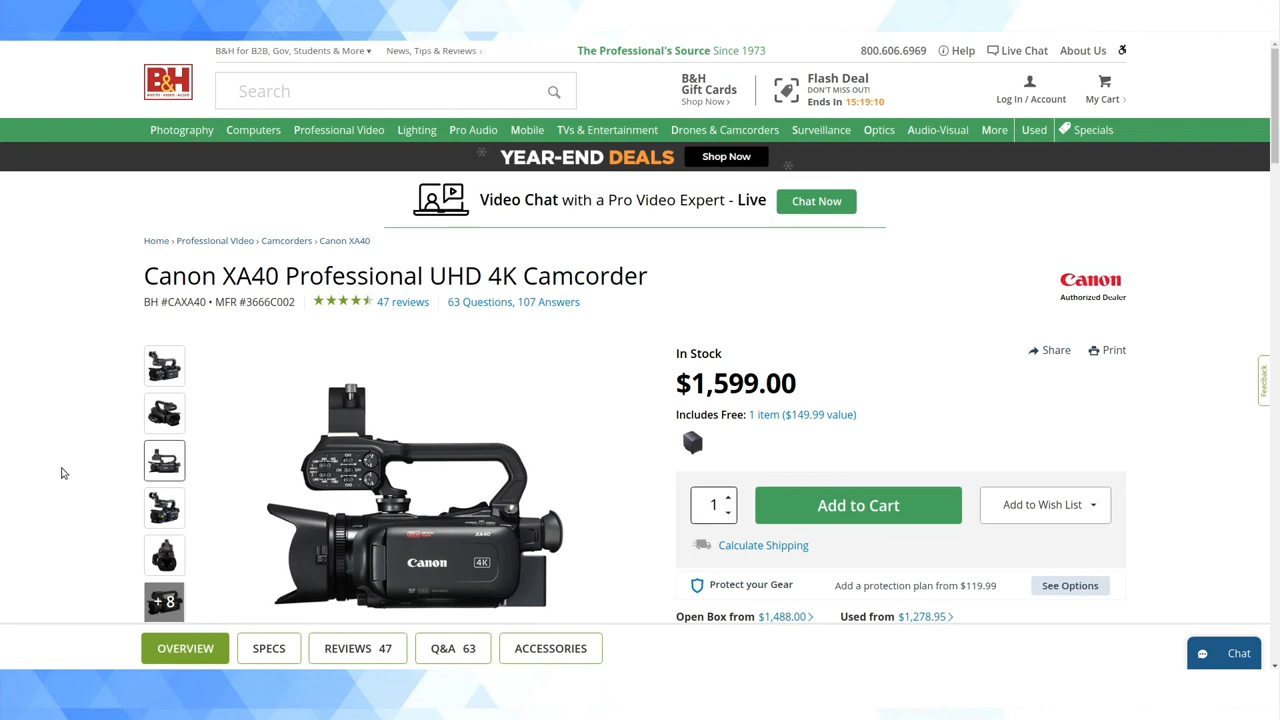 B&H for B2B, Gov, Students & More ▾ News, Tips & Reviews ›
The Professional's Source Since 1973
800.606.6969 Help Live Chat About Us
B&H
PHOTO · VIDEO · AUDIO
Search
B&H
Gift Cards
Shop Now ›
Flash Deal
DON'T MISS OUT!
Ends In 15:19:10
Log In / Account
My Cart ›
Photography Computers Professional Video Lighting Pro Audio Mobile TVs & Entertainment Drones & Camcorders Surveillance Optics Audio-Visual More Used Specials
YEAR-END DEALS Shop Now
Video Chat with a Pro Video Expert - Live Chat Now
Home › Professional Video › Camcorders › Canon XA40
Canon XA40 Professional UHD 4K Camcorder
BH #CAXA40 • MFR #3666C002 47 reviews 63 Questions, 107 Answers
Canon
Authorized Dealer
In Stock
Share Print
$1,599.00
Includes Free: 1 item ($149.99 value)
1 Add to Cart Add to Wish List
Calculate Shipping
Protect your Gear Add a protection plan from $119.99 See Options
Open Box from $1,488.00 › Used from $1,278.95 ›
+ 8
XA40
Canon 4K
Feedback
OVERVIEW SPECS REVIEWS 47 Q&A 63 ACCESSORIES
Chat